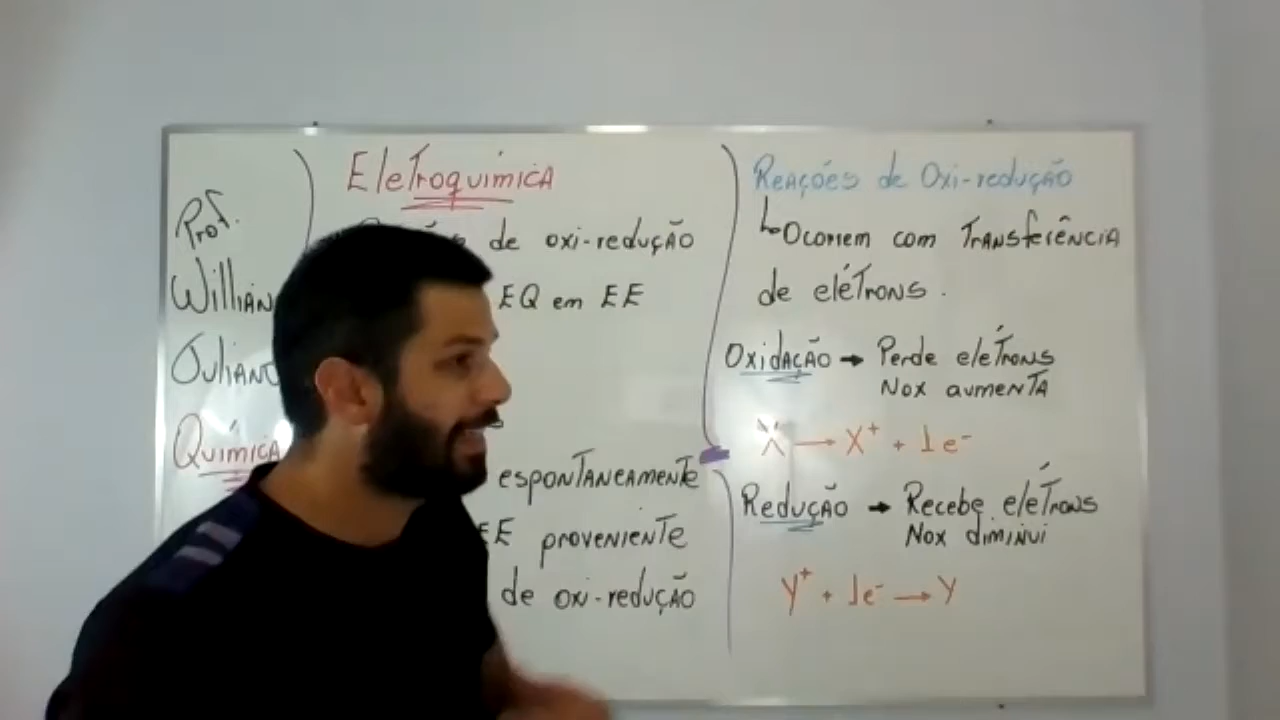 Prof.
Willian
Juliano
Química
Eletroquímica
de oxi-redução
EQ em EE
espontaneamente
EE proveniente
de oxi-redução
Reações de Oxi-redução
↳Ocorrem com Transferência
de elétrons.
Oxidação → Perde elétrons
Nox aumenta
X → X⁺ + 1e⁻
Redução → Recebe elétrons
Nox diminui
Y⁺ + 1e⁻ → Y